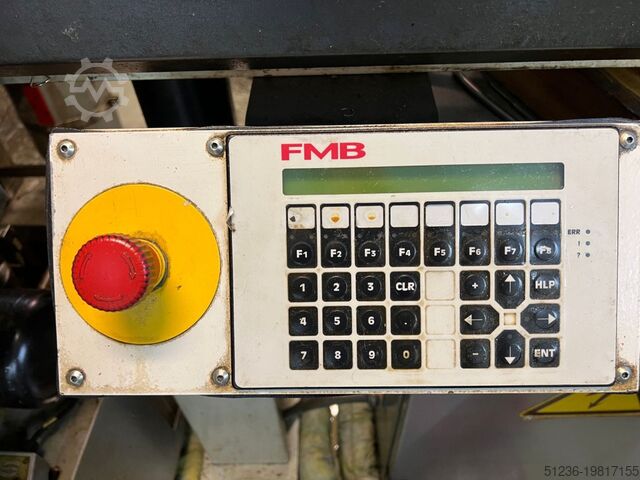 FMB
ERR
!
?
F1 F2 F3 F4 F5 F6 F7 F8
1 2 3 CLR + ↑ HLP
4 5 6 . ← →
7 8 9 0 - ↓ ENT
51236-19817155